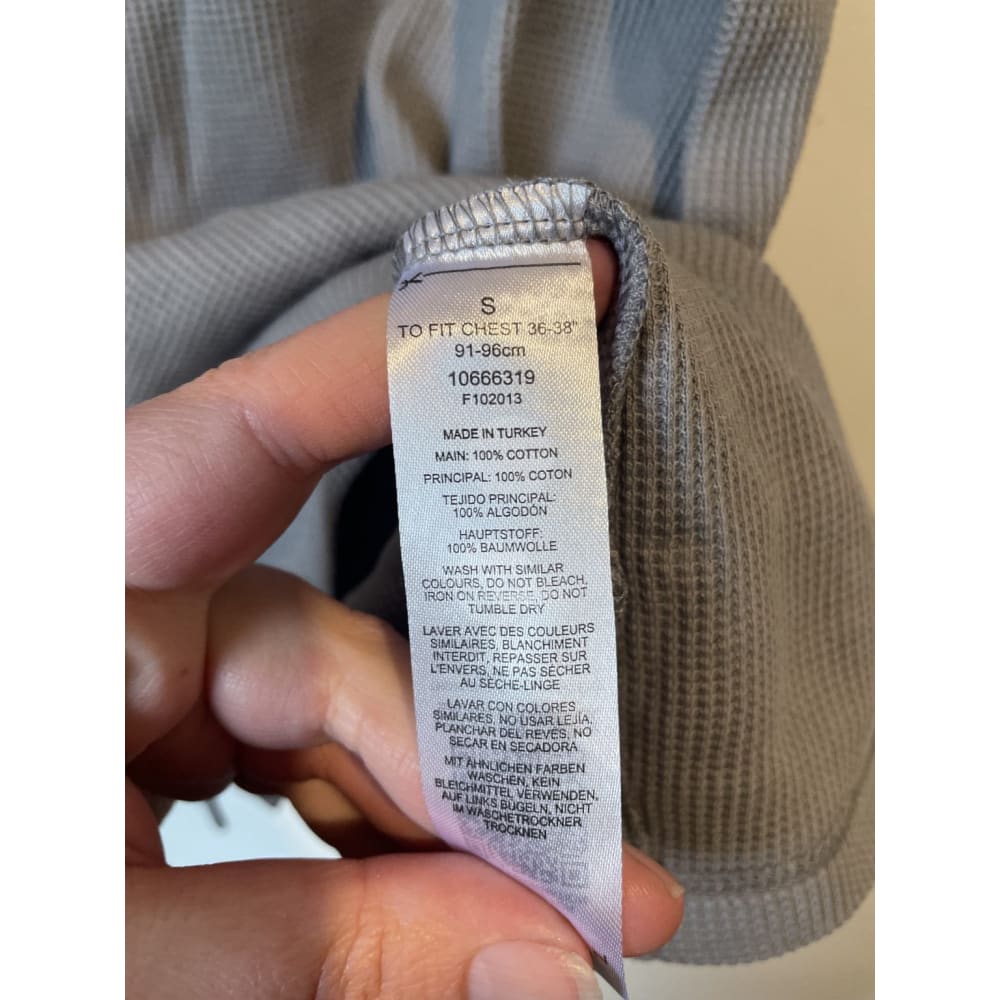 S
TO FIT CHEST 36-38"
91-96cm
10666319
F102013
MADE IN TURKEY
MAIN: 100% COTTON
PRINCIPAL: 100% COTON
TEJIDO PRINCIPAL:
100% ALGODÓN
HAUPTSTOFF:
100% BAUMWOLLE
WASH WITH SIMILAR
COLOURS, DO NOT BLEACH,
IRON ON REVERSE, DO NOT
TUMBLE DRY
LAVER AVEC DES COULEURS
SIMILAIRES, BLANCHIMENT
INTERDIT, REPASSER SUR
L'ENVERS, NE PAS SÉCHER
AU SÈCHE-LINGE
LAVAR CON COLORES
SIMILARES, NO USAR LEJÍA,
PLANCHAR DEL REVÉS, NO
SECAR EN SECADORA
MIT ÄHNLICHEN FARBEN
WASCHEN, KEIN
BLEICHMITTEL VERWENDEN,
AUF LINKS BÜGELN, NICHT
IM WÄSCHETROCKNER
TROCKNEN